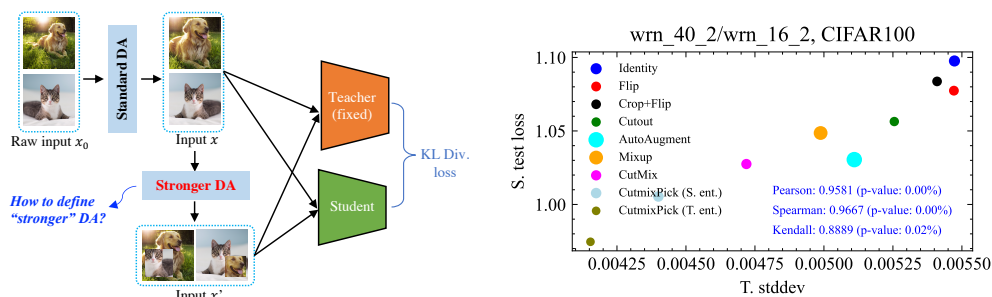 Raw input x₀
Standard DA
Input x
Stronger DA
How to define
“stronger” DA?
Input x’
Teacher
(fixed)
Student
KL Div.
loss
wrn_40_2/wrn_16_2, CIFAR100
S. test loss
1.10
1.05
1.00
Identity
Flip
Crop+Flip
Cutout
AutoAugment
Mixup
CutMix
CutmixPick (S. ent.)
CutmixPick (T. ent.)
Pearson: 0.9581 (p-value: 0.00%)
Spearman: 0.9667 (p-value: 0.00%)
Kendall: 0.8889 (p-value: 0.02%)
0.00425 0.00450 0.00475 0.00500 0.00525 0.00550
T. stddev